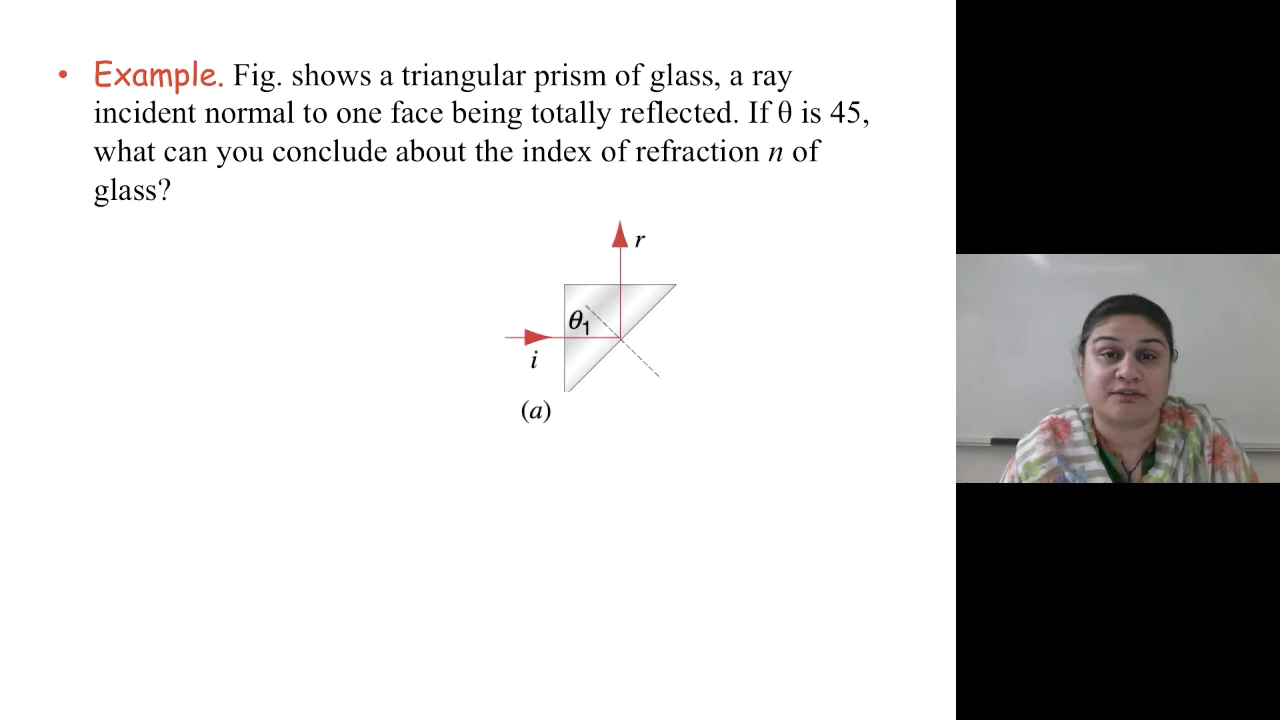 • Example. Fig. shows a triangular prism of glass, a ray
incident normal to one face being totally reflected. If θ is 45,
what can you conclude about the index of refraction n of
glass?
r
θ1
i
(a)